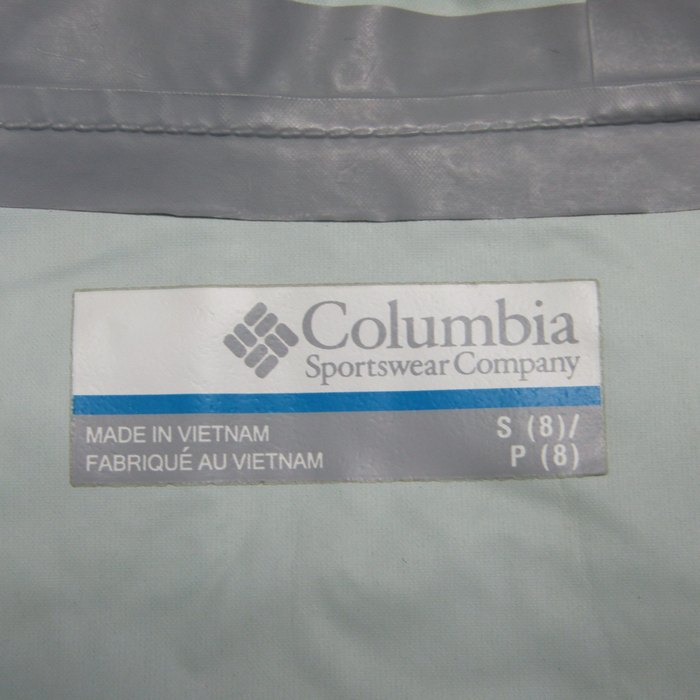 Columbia
Sportswear Company
MADE IN VIETNAM
FABRIQUÉ AU VIETNAM
S (8)/
P (8)